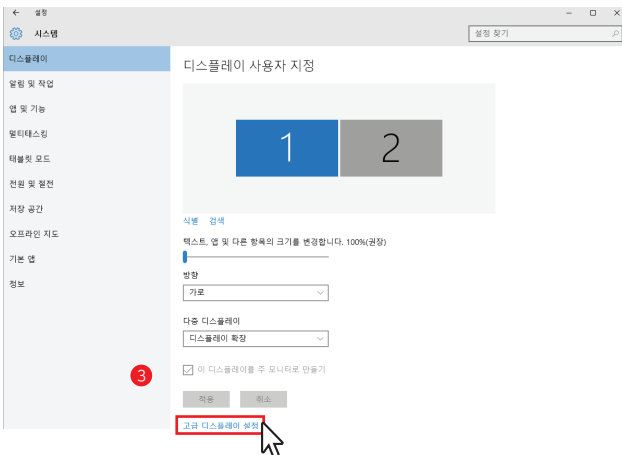 설정
시스템
설정 찾기
디스플레이
알림 및 작업
앱 및 기능
멀티태스킹
태블릿 모드
전원 및 절전
저장 공간
오프라인 지도
기본 앱
정보
디스플레이 사용자 지정
1 2
식별 검색
텍스트, 앱 및 다른 항목의 크기를 변경합니다. 100%(권장)
방향
가로
다중 디스플레이
디스플레이 확장
이 디스플레이를 주 모니터로 만들기
3
적용 취소
고급 디스플레이 설정